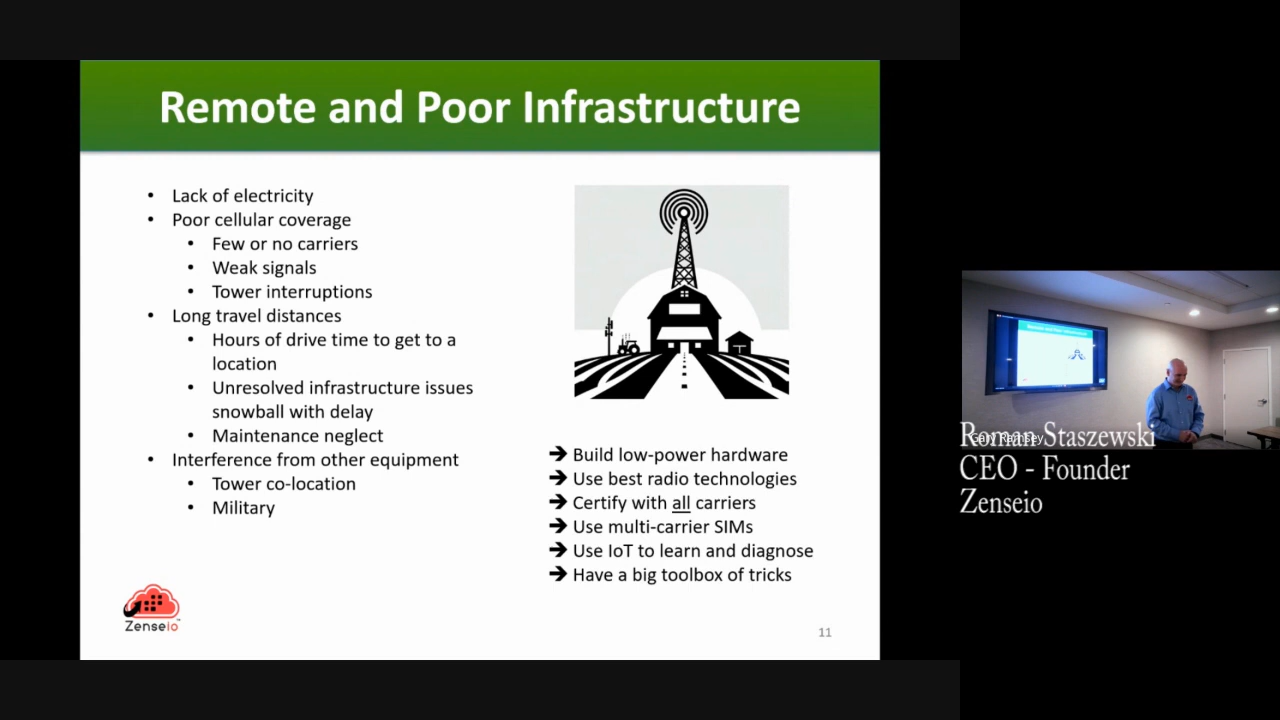 Remote and Poor Infrastructure
• Lack of electricity
• Poor cellular coverage
• Few or no carriers
• Weak signals
• Tower interruptions
• Long travel distances
• Hours of drive time to get to a
location
• Unresolved infrastructure issues
snowball with delay
• Maintenance neglect
• Interference from other equipment
• Tower co-location
• Military
➔ Build low-power hardware
➔ Use best radio technologies
➔ Certify with all carriers
➔ Use multi-carrier SIMs
➔ Use IoT to learn and diagnose
➔ Have a big toolbox of tricks
Zenseio
11
Remote and Poor Infrastructure
Roman Staszewski
CEO - Founder
Zenseio